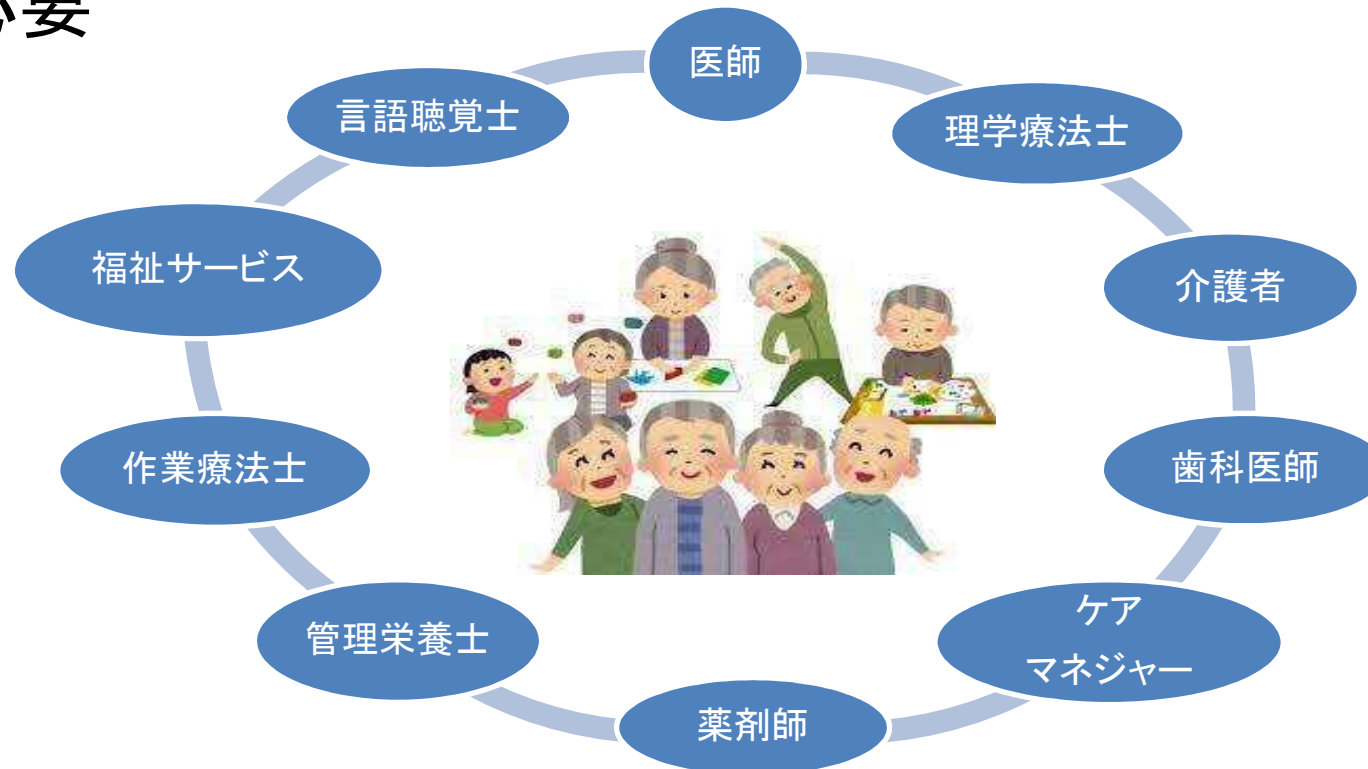 必要
医師
理学療法士
介護者
歯科医師
ケア
マネジャー
薬剤師
管理栄養士
作業療法士
福祉サービス
言語聴覚士